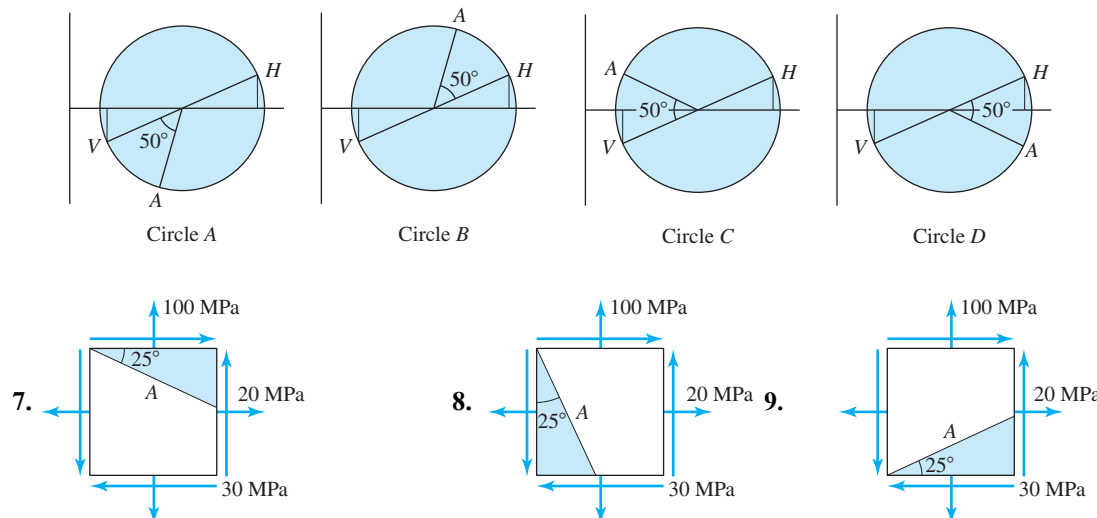 A
H
50°
V
A
Circle A
A
H
50°
V
Circle B
A
H
50°
V
Circle C
H
50°
V
A
Circle D
7.
100 MPa
25°
A
20 MPa
30 MPa
8.
100 MPa
25°
A
20 MPa
30 MPa
9.
100 MPa
A
25°
20 MPa
30 MPa